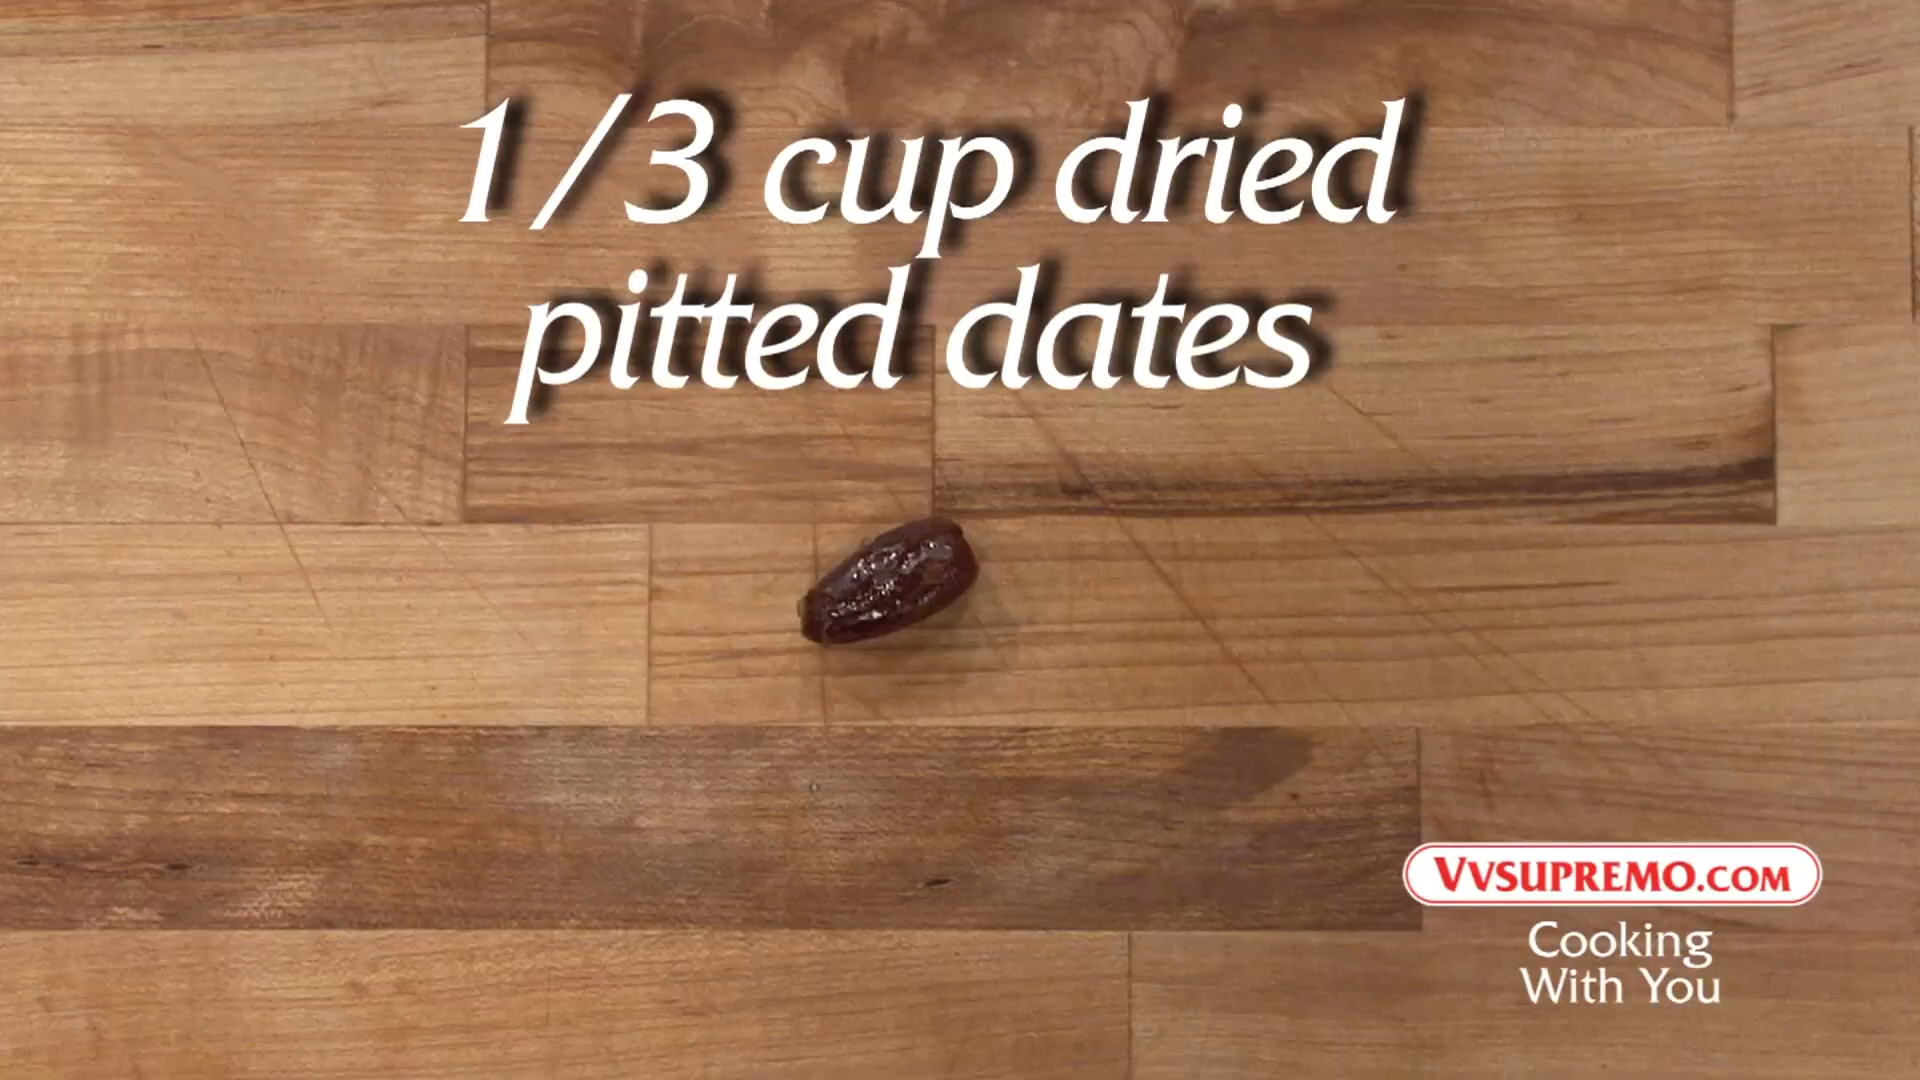 1/3 cup dried
pitted dates
VVSUPREMO.COM
Cooking
With You